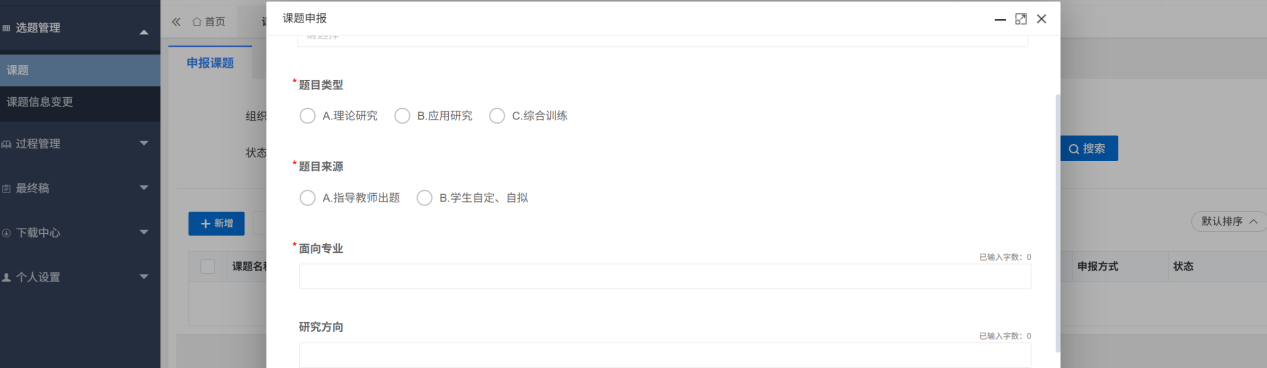 选题管理
课题
课题信息变更
过程管理
最终稿
下载中心
个人设置
首页
申报课题
组织
状态
搜索
+ 新增
默认排序
课题名称
申报方式
状态
课题申报
请选择
*题目类型
A.理论研究
B.应用研究
C.综合训练
*题目来源
A.指导教师出题
B.学生自定、自拟
*面向专业
已输入字数：0
研究方向
已输入字数：0